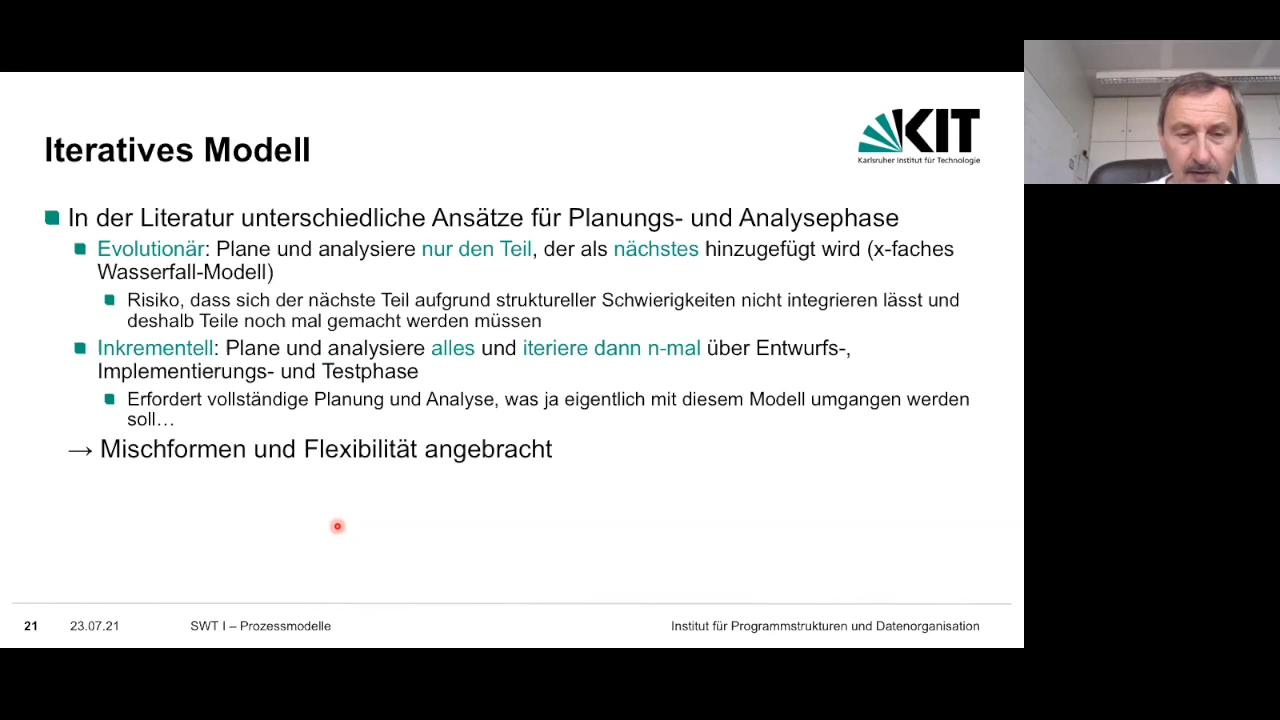 Iteratives Modell
KIT
Karlsruher Institut für Technologie
In der Literatur unterschiedliche Ansätze für Planungs- und Analysephase
Evolutionär: Plane und analysiere nur den Teil, der als nächstes hinzugefügt wird (x-faches
Wasserfall-Modell)
Risiko, dass sich der nächste Teil aufgrund struktureller Schwierigkeiten nicht integrieren lässt und
deshalb Teile noch mal gemacht werden müssen
Inkrementell: Plane und analysiere alles und iteriere dann n-mal über Entwurfs-,
Implementierungs- und Testphase
Erfordert vollständige Planung und Analyse, was ja eigentlich mit diesem Modell umgangen werden
soll…
→ Mischformen und Flexibilität angebracht
21 23.07.21 SWT I – Prozessmodelle Institut für Programmstrukturen und Datenorganisation